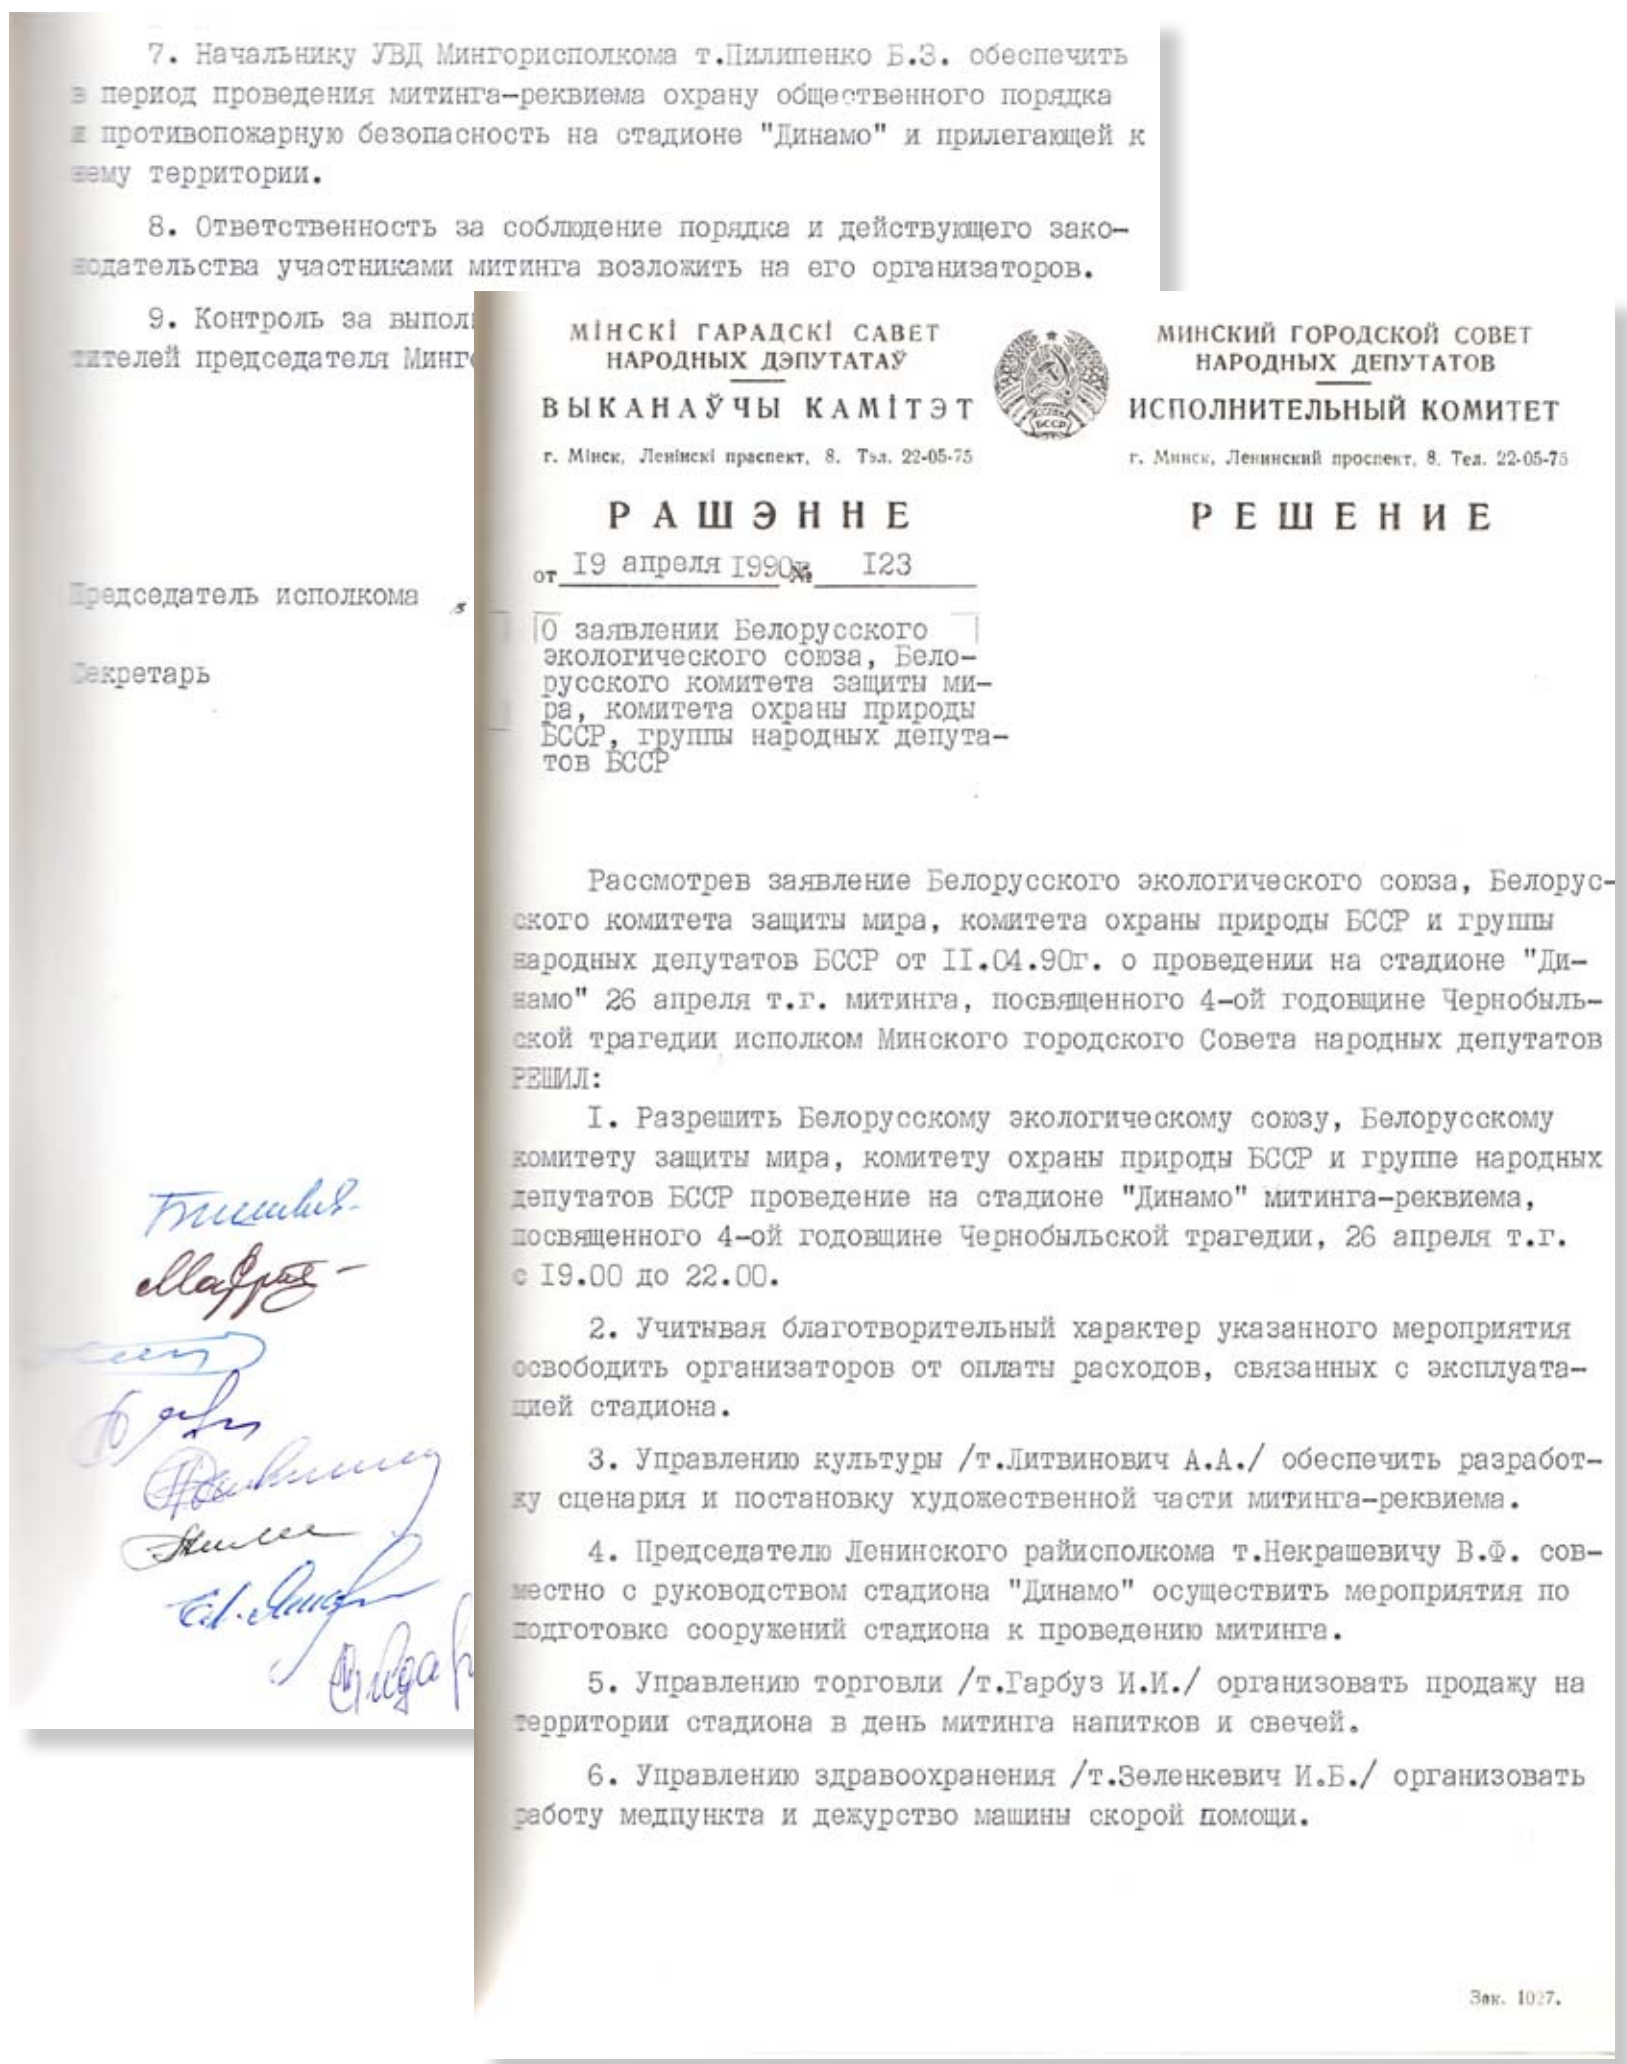 7. Начальнику УВД Мингорисполкома т.Пилипенко Б.З. обеспечить
в период проведения митинга-реквиема охрану общественного порядка
и противопожарную безопасность на стадионе "Динамо" и прилегающей к
нему территории.
8. Ответственность за соблюдение порядка и действующего зако-
нодательства участниками митинга возложить на его организаторов.
9. Контроль за выпол
тителей председателя Минго
Председатель исполкома
Секретарь
МІНСКІ ГАРАДСКІ САВЕТ
НАРОДНЫХ ДЭПУТАТАЎ
ВЫКАНАЎЧЫ КАМІТЭТ
г. Мінск, Ленінскі праспект, 8. Тэл. 22-05-75
РАШЭННЕ
БССР
МИНСКИЙ ГОРОДСКОЙ СОВЕТ
НАРОДНЫХ ДЕПУТАТОВ
ИСПОЛНИТЕЛЬНЫЙ КОМИТЕТ
г. Минск, Ленинский проспект, 8. Тел. 22-05-75
РЕШЕНИЕ
от 19 апреля 1990г. № 123
О заявлении Белорусского
экологического союза, Бело-
русского комитета защиты ми-
ра, комитета охраны природы
БССР, группы народных депута-
тов БССР
Рассмотрев заявление Белорусского экологического союза, Белорус-
ского комитета защиты мира, комитета охраны природы БССР и группы
народных депутатов БССР от II.04.90г. о проведении на стадионе "Ди-
намо" 26 апреля т.г. митинга, посвященного 4-ой годовщине Чернобыль-
ской трагедии исполком Минского городского Совета народных депутатов
РЕШИЛ:
I. Разрешить Белорусскому экологическому союзу, Белорусскому
комитету защиты мира, комитету охраны природы БССР и группе народных
депутатов БССР проведение на стадионе "Динамо" митинга-реквиема,
посвященного 4-ой годовщине Чернобыльской трагедии, 26 апреля т.г.
с I9.00 до 22.00.
2. Учитывая благотворительный характер указанного мероприятия
освободить организаторов от оплаты расходов, связанных с эксплуата-
цией стадиона.
3. Управлению культуры /т.Литвинович А.А./ обеспечить разработ-
ку сценария и постановку художественной части митинга-реквиема.
4. Председателю Ленинского райисполкома т.Некрашевичу В.Ф. сов-
местно с руководством стадиона "Динамо" осуществить мероприятия по
подготовке сооружений стадиона к проведению митинга.
5. Управлению торговли /т.Гарбуз И.И./ организовать продажу на
территории стадиона в день митинга напитков и свечей.
6. Управлению здравоохранения /т.Зеленкевич И.Б./ организовать
работу медпункта и дежурство машины скорой помощи.
Зак. 1027.